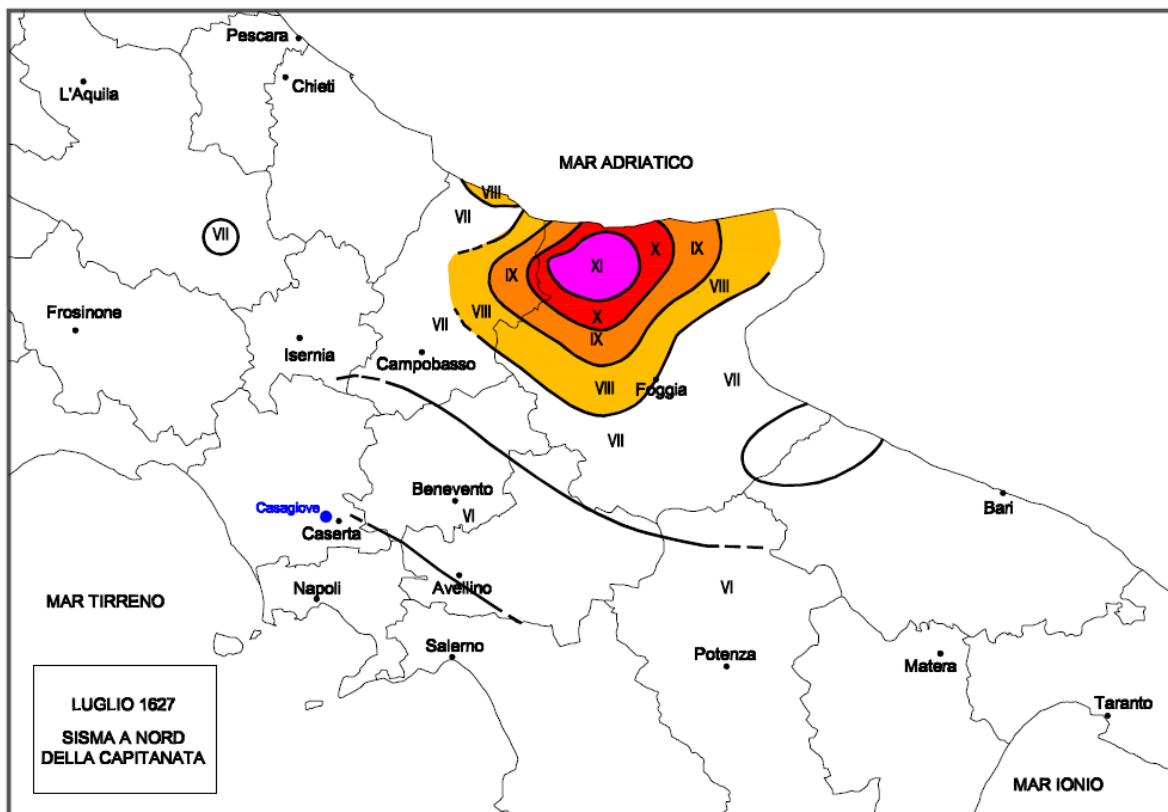 Pescara
L'Aquila
Chieti
MAR ADRIATICO
VIII
VII
VII
IX
X
IX
XI
VIII
VIII
X
IX
Frosinone
Isernia
VII
Campobasso
VIII
Foggia
VII
VII
Benevento
VI
Casagiove
Caserta
Bari
Napoli
Avellino
VI
MAR TIRRENO
Salerno
Potenza
Matera
Taranto
LUGLIO 1627
SISMA A NORD
DELLA CAPITANATA
MAR IONIO